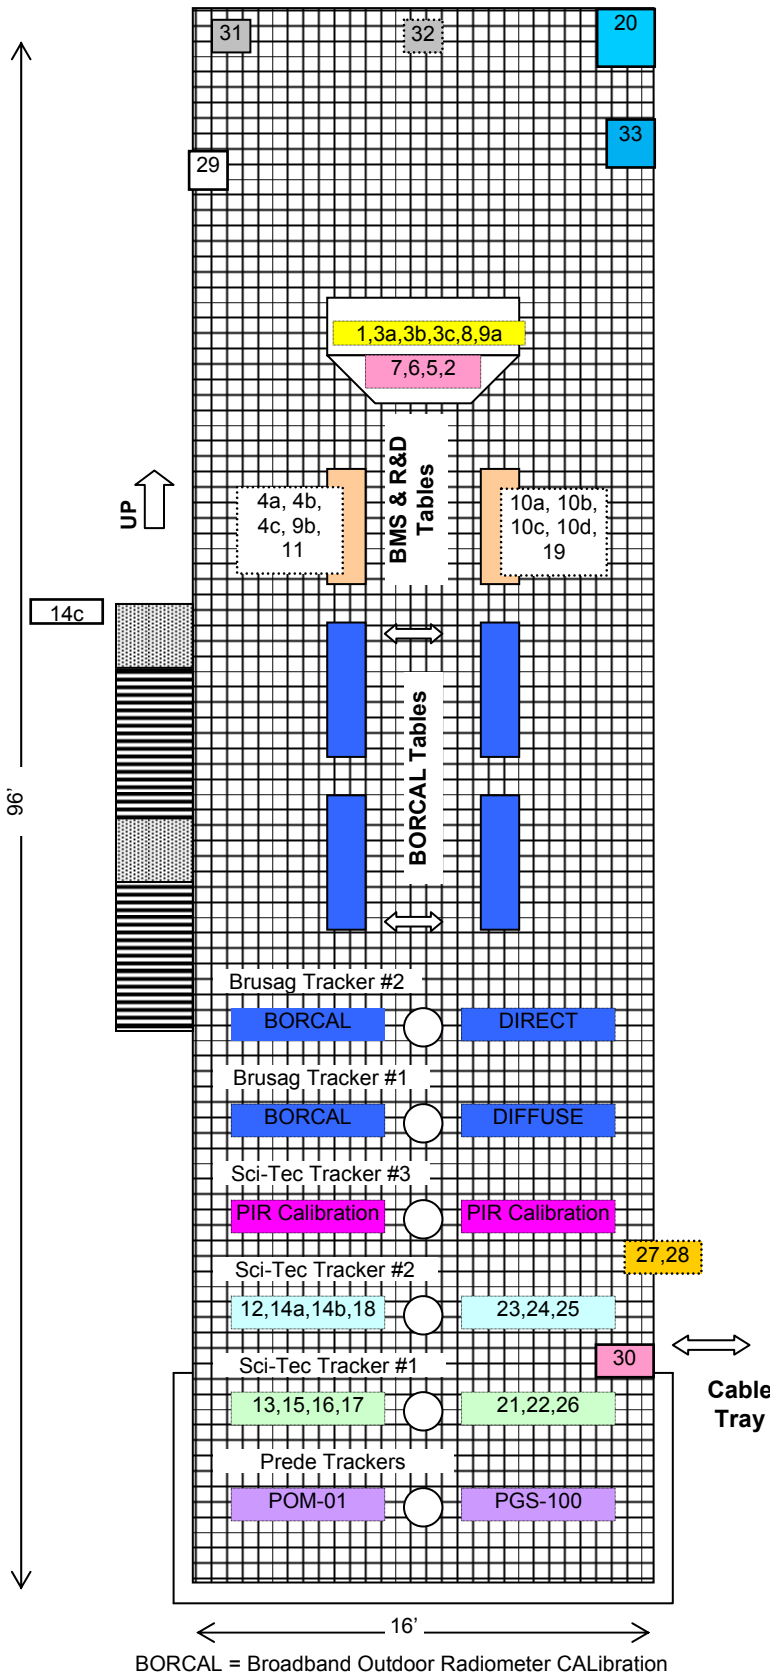 31
32
20
33
29
1,3a,3b,3c,8,9a
7,6,5,2
BMS & R&D
Tables
UP
4a, 4b,
4c, 9b,
11
10a, 10b,
10c, 10d,
19
14c
BORCAL Tables
96’
Brusag Tracker #2
BORCAL
DIRECT
Brusag Tracker #1
BORCAL
DIFFUSE
Sci-Tec Tracker #3
PIR Calibration
PIR Calibration
27,28
Sci-Tec Tracker #2
12,14a,14b,18
23,24,25
30
Sci-Tec Tracker #1
Cable
Tray
13,15,16,17
21,22,26
Prede Trackers
POM-01
PGS-100
16’
BORCAL = Broadband Outdoor Radiometer CALibration